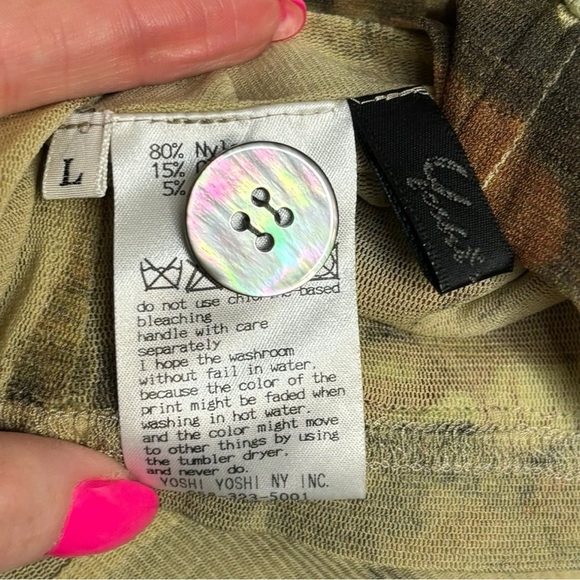 L
80%
15%
5%
do not use based
bleaching
handle with care
separately
I hope the washroom
without fail in water.
because the color of the
print might be faded when
washing in hot water.
and the color might move
to other things by using
the tumbler dryer.
and never do.
YOSHI YOSHI NY INC.
323-5001